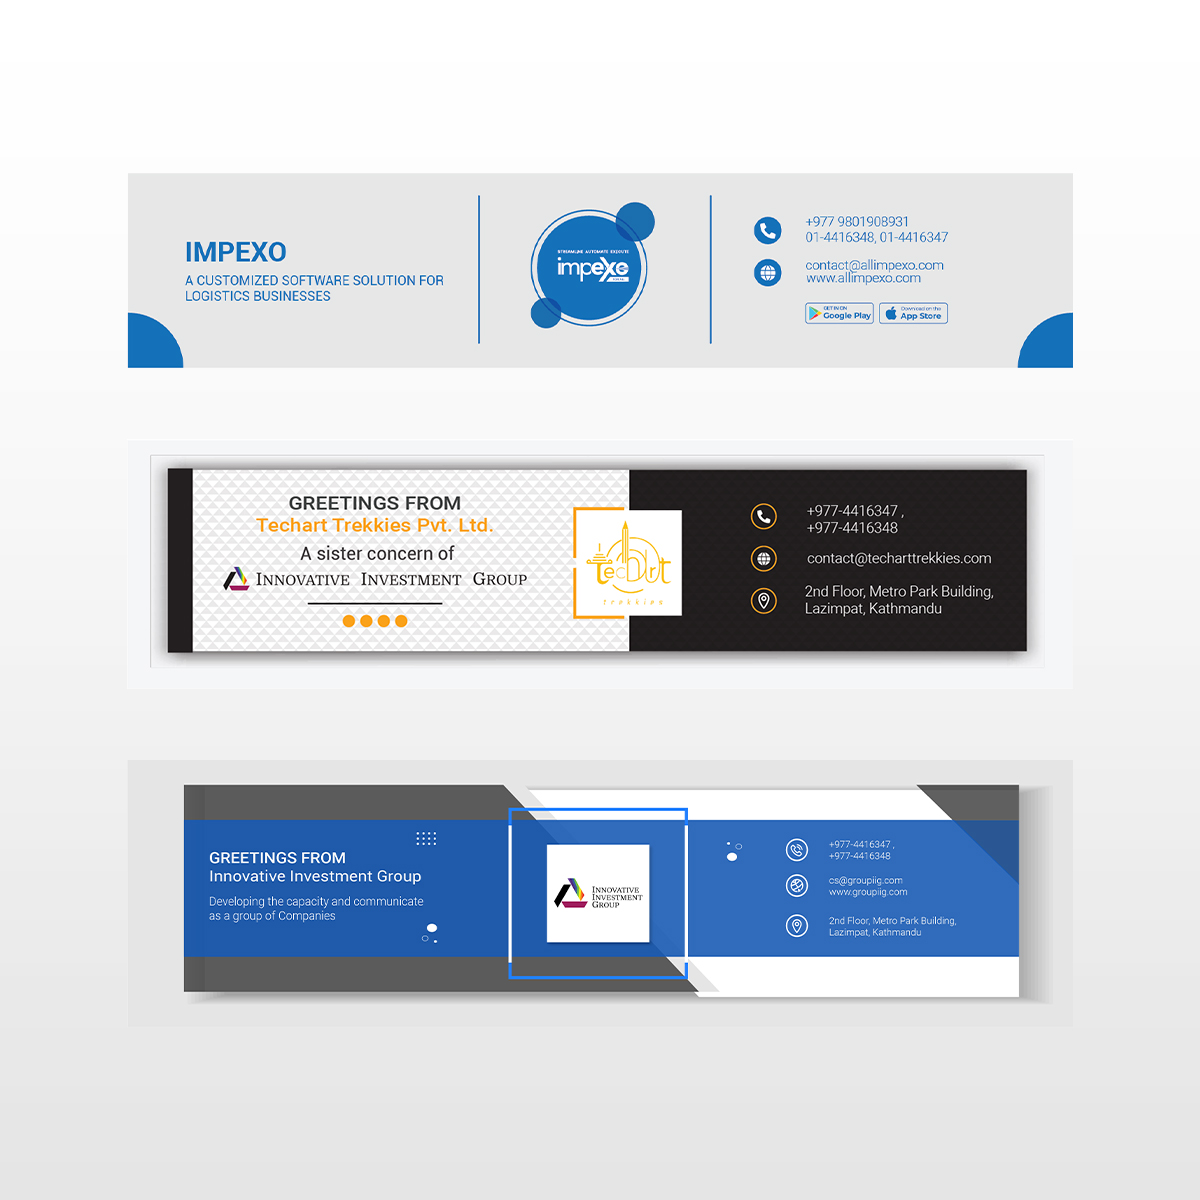 IMPEXO
A CUSTOMIZED SOFTWARE SOLUTION FOR
LOGISTICS BUSINESSES
STREAMLINE AUTOMATE EXECUTE
impexo
+977 9801908931
01-4416348, 01-4416347
contact@allimpexo.com
www.allimpexo.com
GET IN ON
Google Play
Download on the
App Store
GREETINGS FROM
Techart Trekkies Pvt. Ltd.
A sister concern of
INNOVATIVE INVESTMENT GROUP
TechArt
trekkies
+977-4416347 ,
+977-4416348
contact@techarttrekkies.com
2nd Floor, Metro Park Building,
Lazimpat, Kathmandu
GREETINGS FROM
Innovative Investment Group
Developing the capacity and communicate
as a group of Companies
INNOVATIVE
INVESTMENT
GROUP
+977-4416347 ,
+977-4416348
cs@groupiig.com
www.groupiig.com
2nd Floor, Metro Park Building,
Lazimpat, Kathmandu